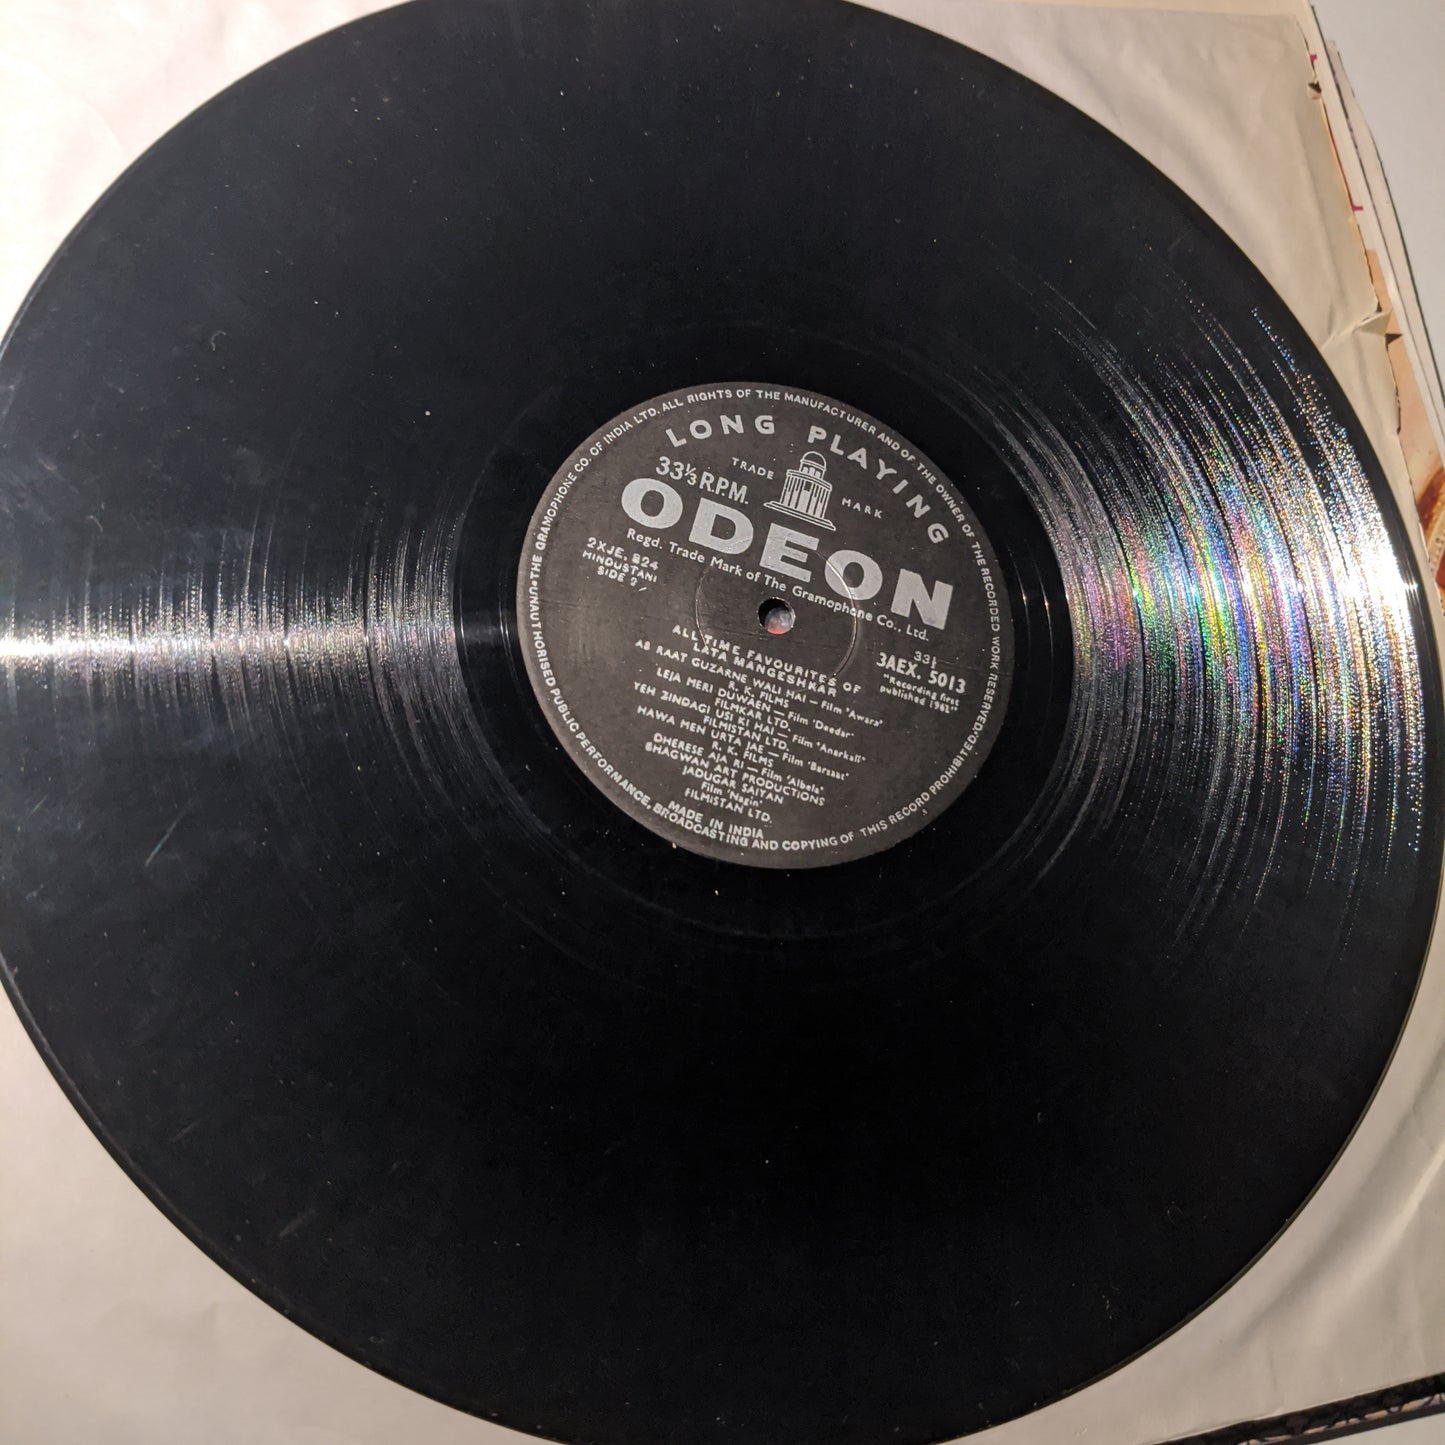 THE GRAMOPHONE CO. OF INDIA LTD. ALL RIGHTS OF THE MANUFACTURER AND OF THE OWNER OF THE RECORDED WORK RESERVED•
UNAUTHORISED PUBLIC PERFORMANCE, BROADCASTING AND COPYING OF THIS RECORD PROHIBITED•
LONG PLAYING
33⅓ R.P.M.
TRADE MARK
ODEON
Regd. Trade Mark of The Gramophone Co., Ltd.
2XJE. 824
HINDUSTANI
SIDE 2
33⅓
3AEX. 5013
"Recording first
published 1962"
ALL TIME FAVOURITES OF
LATA MANGESHKAR
AB RAAT GUZARNE WALI HAI — Film 'Awara'
R. K. FILMS
LEJA MERI DUWAEN — Film 'Deedar'
FILMKAR LTD.
YEH ZINDAGI USI KI HAI — Film 'Anarkali'
FILMISTAN LTD.
HAWA MEN URTA JAE — Film 'Barsaat'
R. K. FILMS
DHERESE AJA RI — Film 'Albela'
BHAGWAN ART PRODUCTIONS
JADUGAR SAIYAN
Film 'Nagin'
FILMISTAN LTD.
MADE IN INDIA